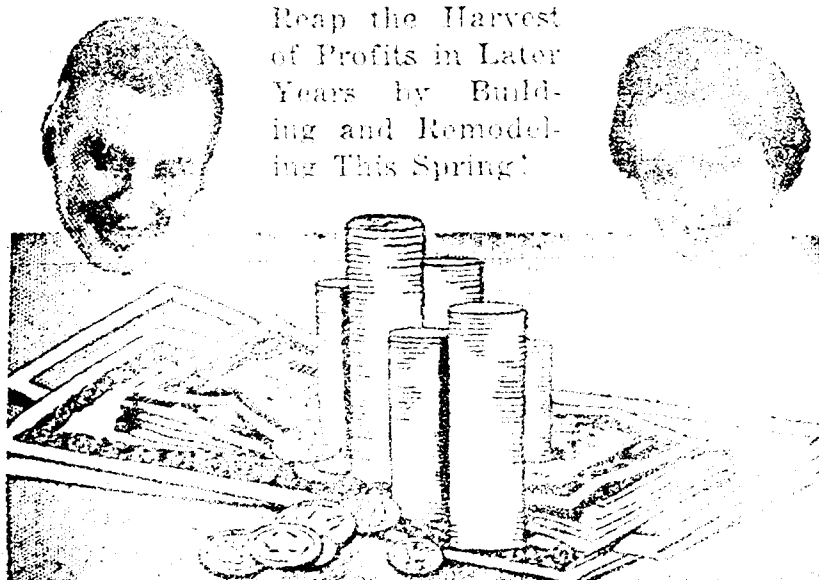 Reap the Harvest
of Profits in Later
Years by Build-
ing and Remodel-
ing This Spring!